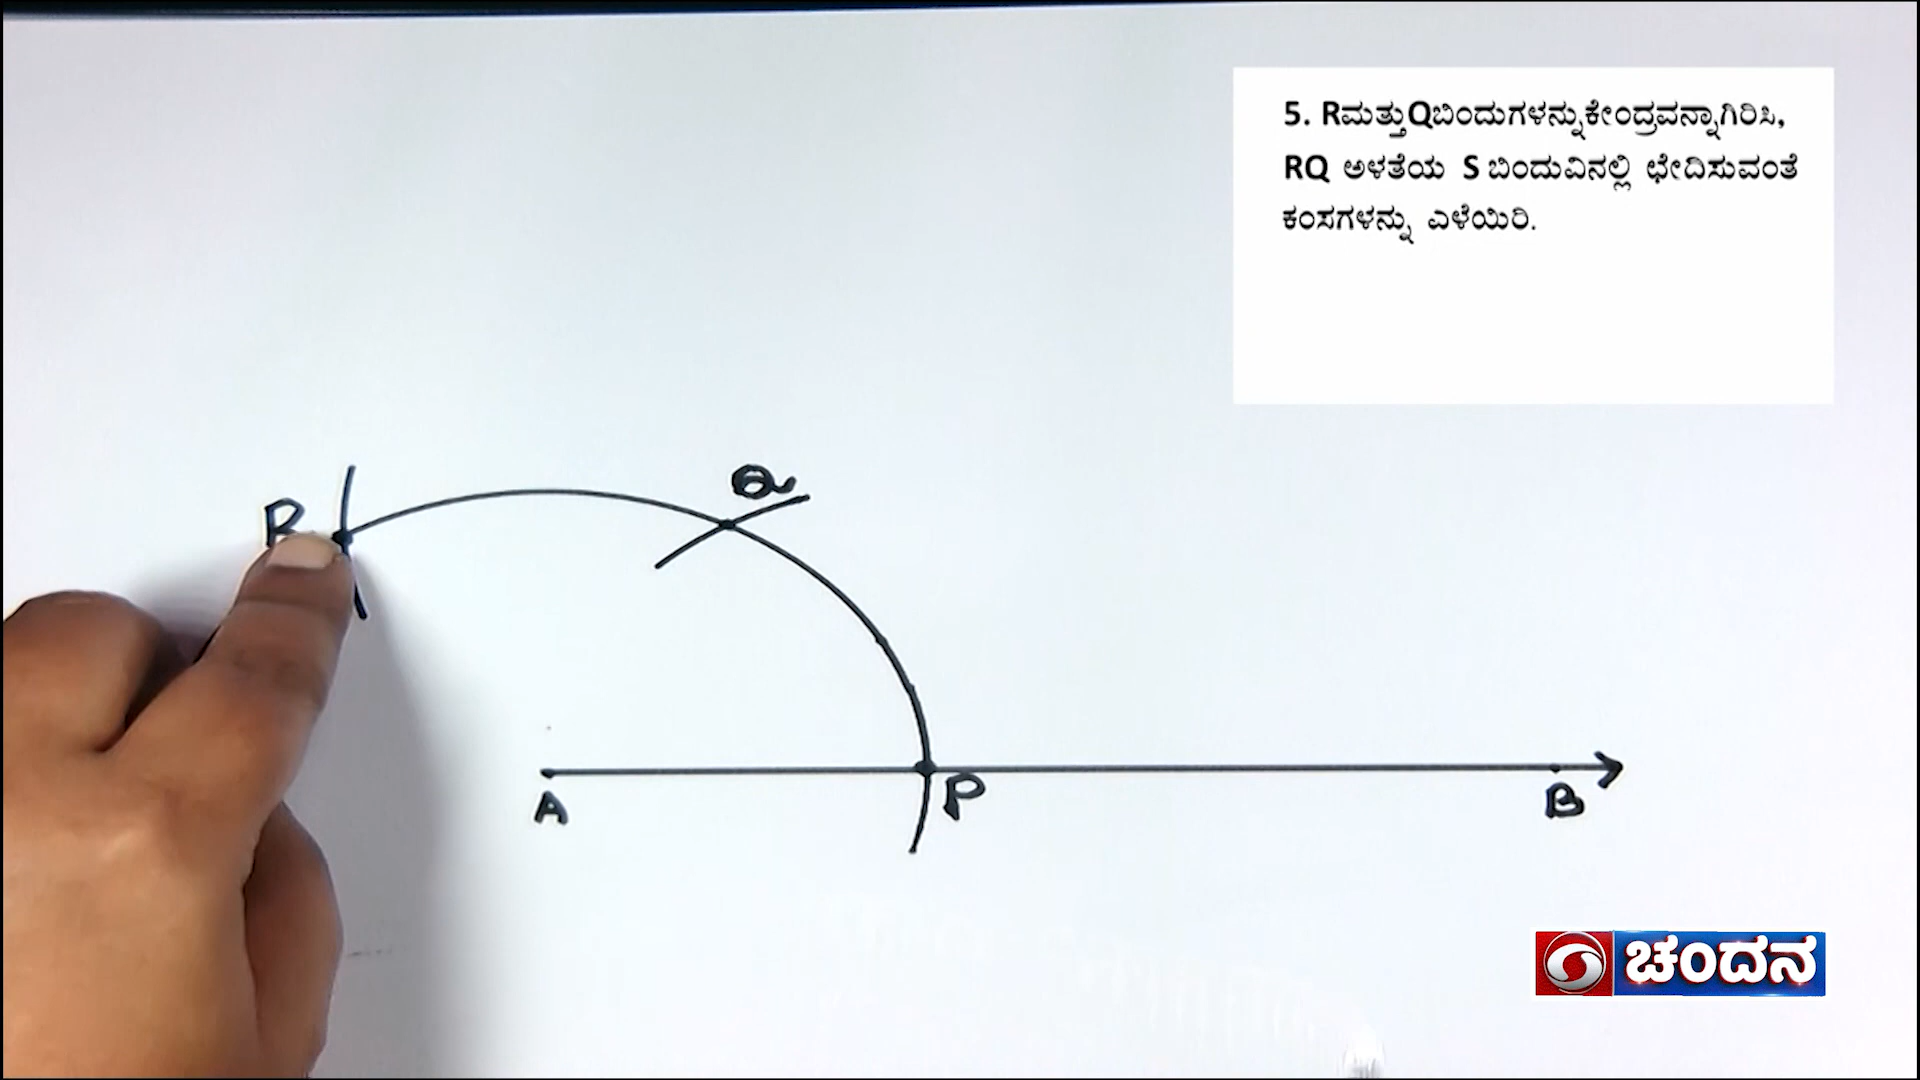 5. Rಮತ್ತುQಬಿಂದುಗಳನ್ನುಕೇಂದ್ರವನ್ನಾಗಿರಿಸಿ,
RQ ಅಳತೆಯ S ಬಿಂದುವಿನಲ್ಲಿ ಛೇದಿಸುವಂತೆ
ಕಂಸಗಳನ್ನು ಎಳೆಯಿರಿ.
Q
R
A
P
B
ಚಂದನ